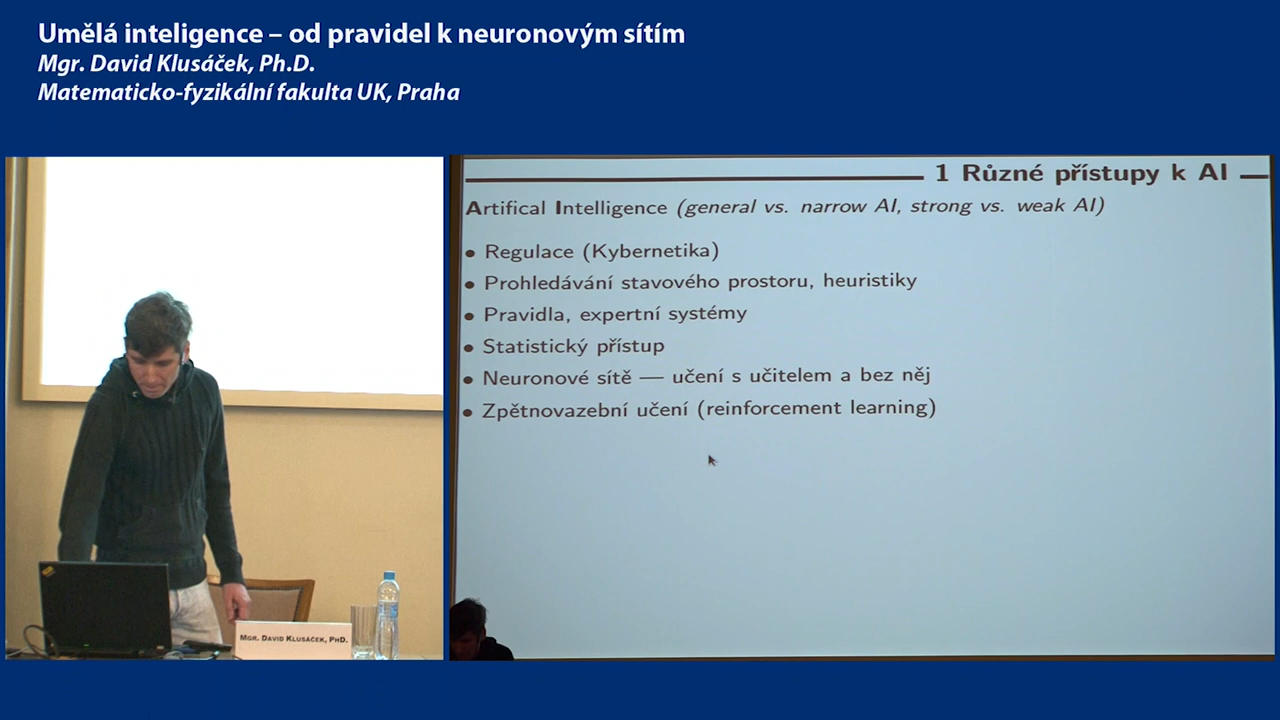 Umělá inteligence – od pravidel k neuronovým sítím
Mgr. David Klusáček, Ph.D.
Matematicko-fyzikální fakulta UK, Praha
1 Různé přístupy k AI
Artifical Intelligence (general vs. narrow AI, strong vs. weak AI)
• Regulace (Kybernetika)
• Prohledávání stavového prostoru, heuristiky
• Pravidla, expertní systémy
• Statistický přístup
• Neuronové sítě — učení s učitelem a bez něj
• Zpětnovazební učení (reinforcement learning)
Mgr. David Klusáček, PhD.